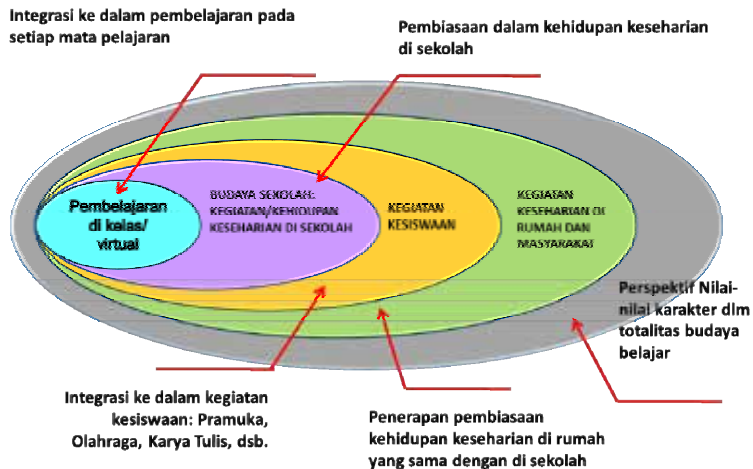 Integrasi ke dalam pembelajaran pada
setiap mata pelajaran
Pembiasaan dalam kehidupan keseharian
di sekolah
Pembelajaran
di kelas/
virtual
BUDAYA SEKOLAH:
KEGIATAN/KEHIDUPAN
KESEHARIAN DI SEKOLAH
KEGIATAN
KESISWAAN
KEGIATAN
KESEHARIAN DI
RUMAH DAN
MASYARAKAT
Perspektif Nilai-
nilai karakter dlm
totalitas budaya
belajar
Integrasi ke dalam kegiatan
kesiswaan: Pramuka,
Olahraga, Karya Tulis, dsb.
Penerapan pembiasaan
kehidupan keseharian di rumah
yang sama dengan di sekolah